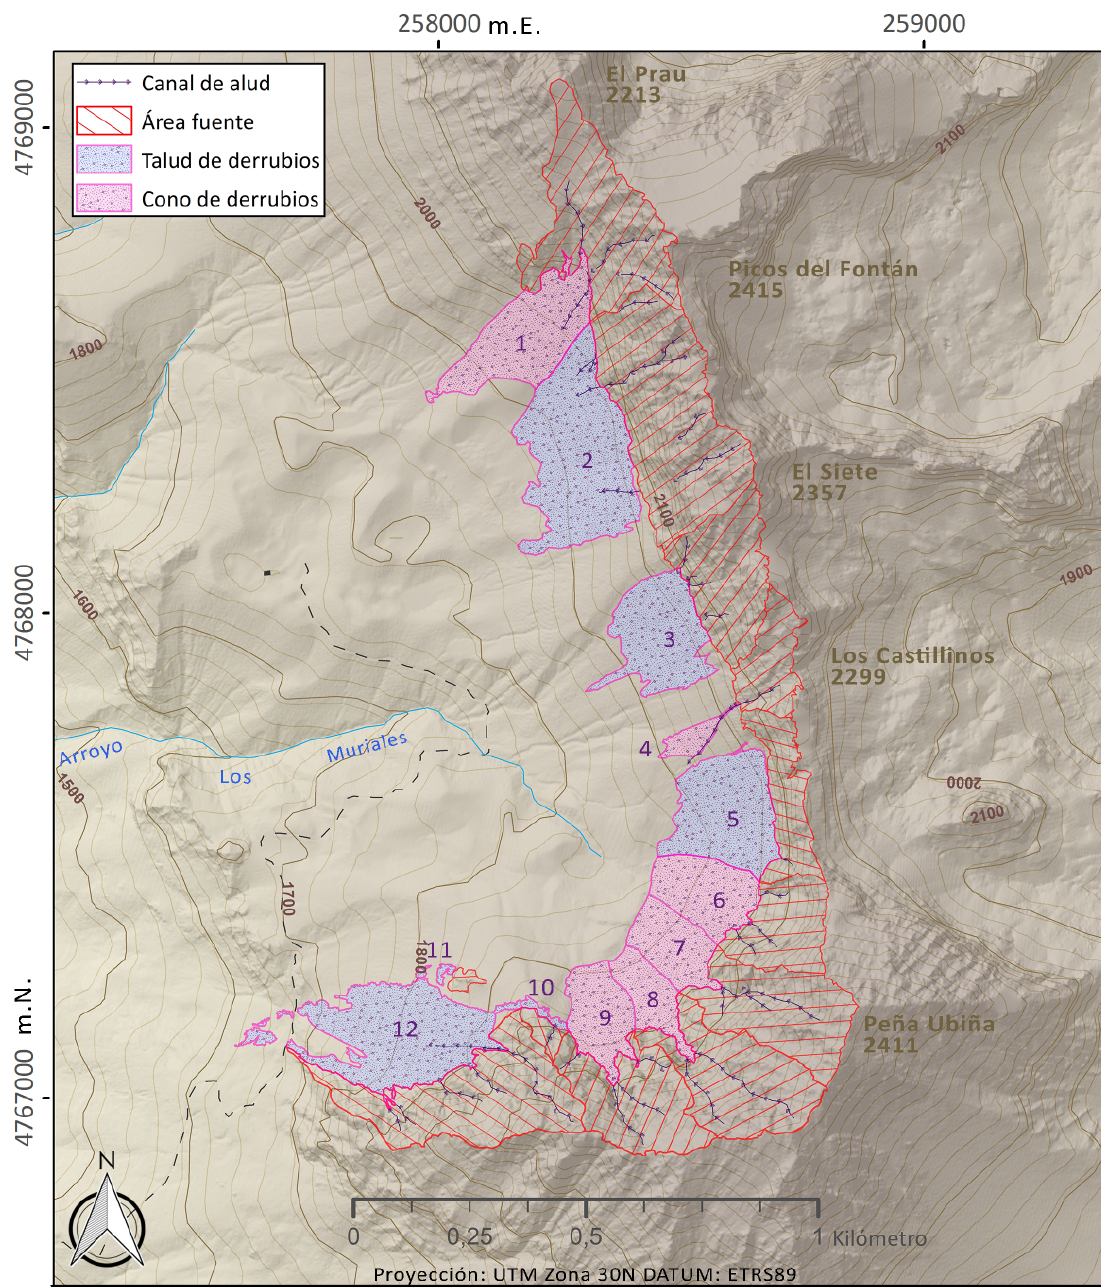 258000 m.E.
259000
4769000
4768000
4767000 m.N.
Canal de alud
Área fuente
Talud de derrubios
Cono de derrubios
El Prau
2213
2100
2000
Picos del Fontán
2415
1800
1
2
El Siete
2357
2100
1900
1600
3
Los Castillinos
2299
4
Arroyo
Los
Muriales
1500
2000
2100
5
6
1700
7
11
1800
10
8
9
12
Peña Ubiña
2411
N
0
0,25
0,5
1
Kilómetro
Proyección: UTM Zona 30N DATUM: ETRS89